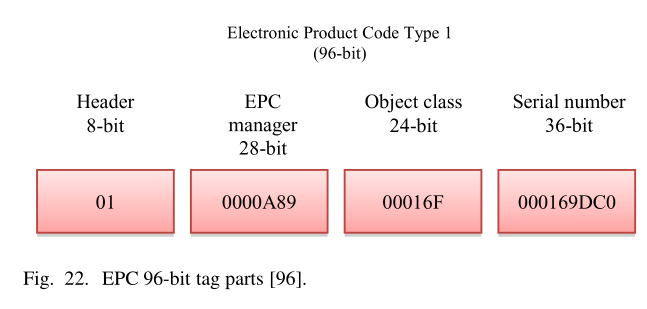 Electronic Product Code Type 1
(96-bit)
Header
8-bit
EPC
manager
28-bit
Object class
24-bit
Serial number
36-bit
01
0000A89
00016F
000169DC0
Fig. 22. EPC 96-bit tag parts [96].